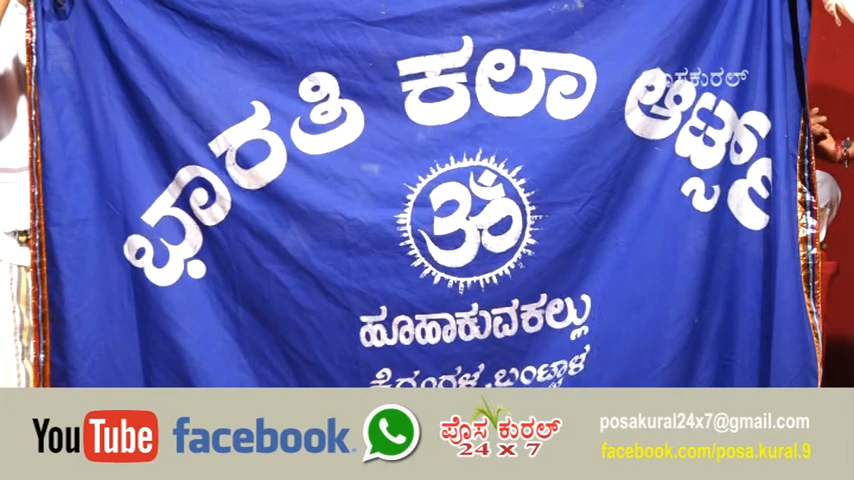 ಭಾರತಿ ಕಲಾ ಆರ್ಟ್ಸ್
ಪೊಸಕುರಲ್
ॐ
ಹೂಹಾಕುವಕಲ್ಲು
ಬಂಟ್ವಾಳ
YouTube facebook ಪೊಸ ಕುರಲ್
24 x 7
posakural24x7@gmail.com
facebook.com/posa.kural.9